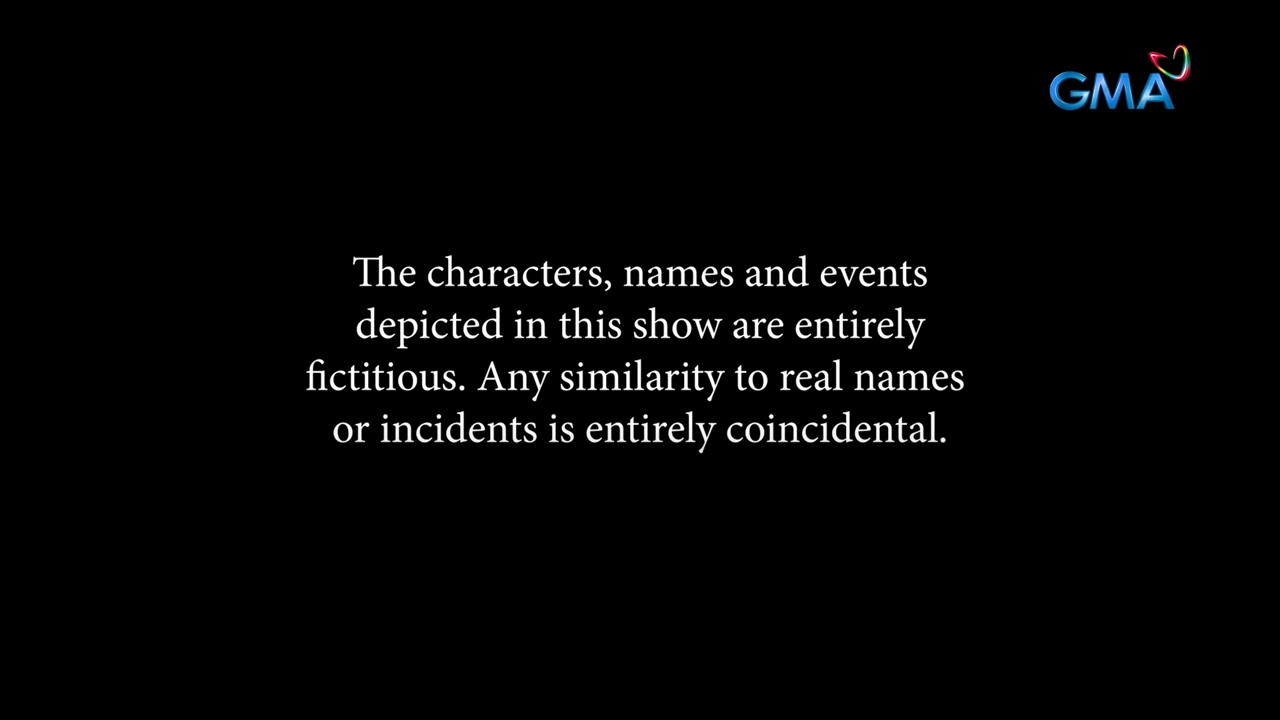 GMA
The characters, names and events
depicted in this show are entirely
fictitious. Any similarity to real names
or incidents is entirely coincidental.